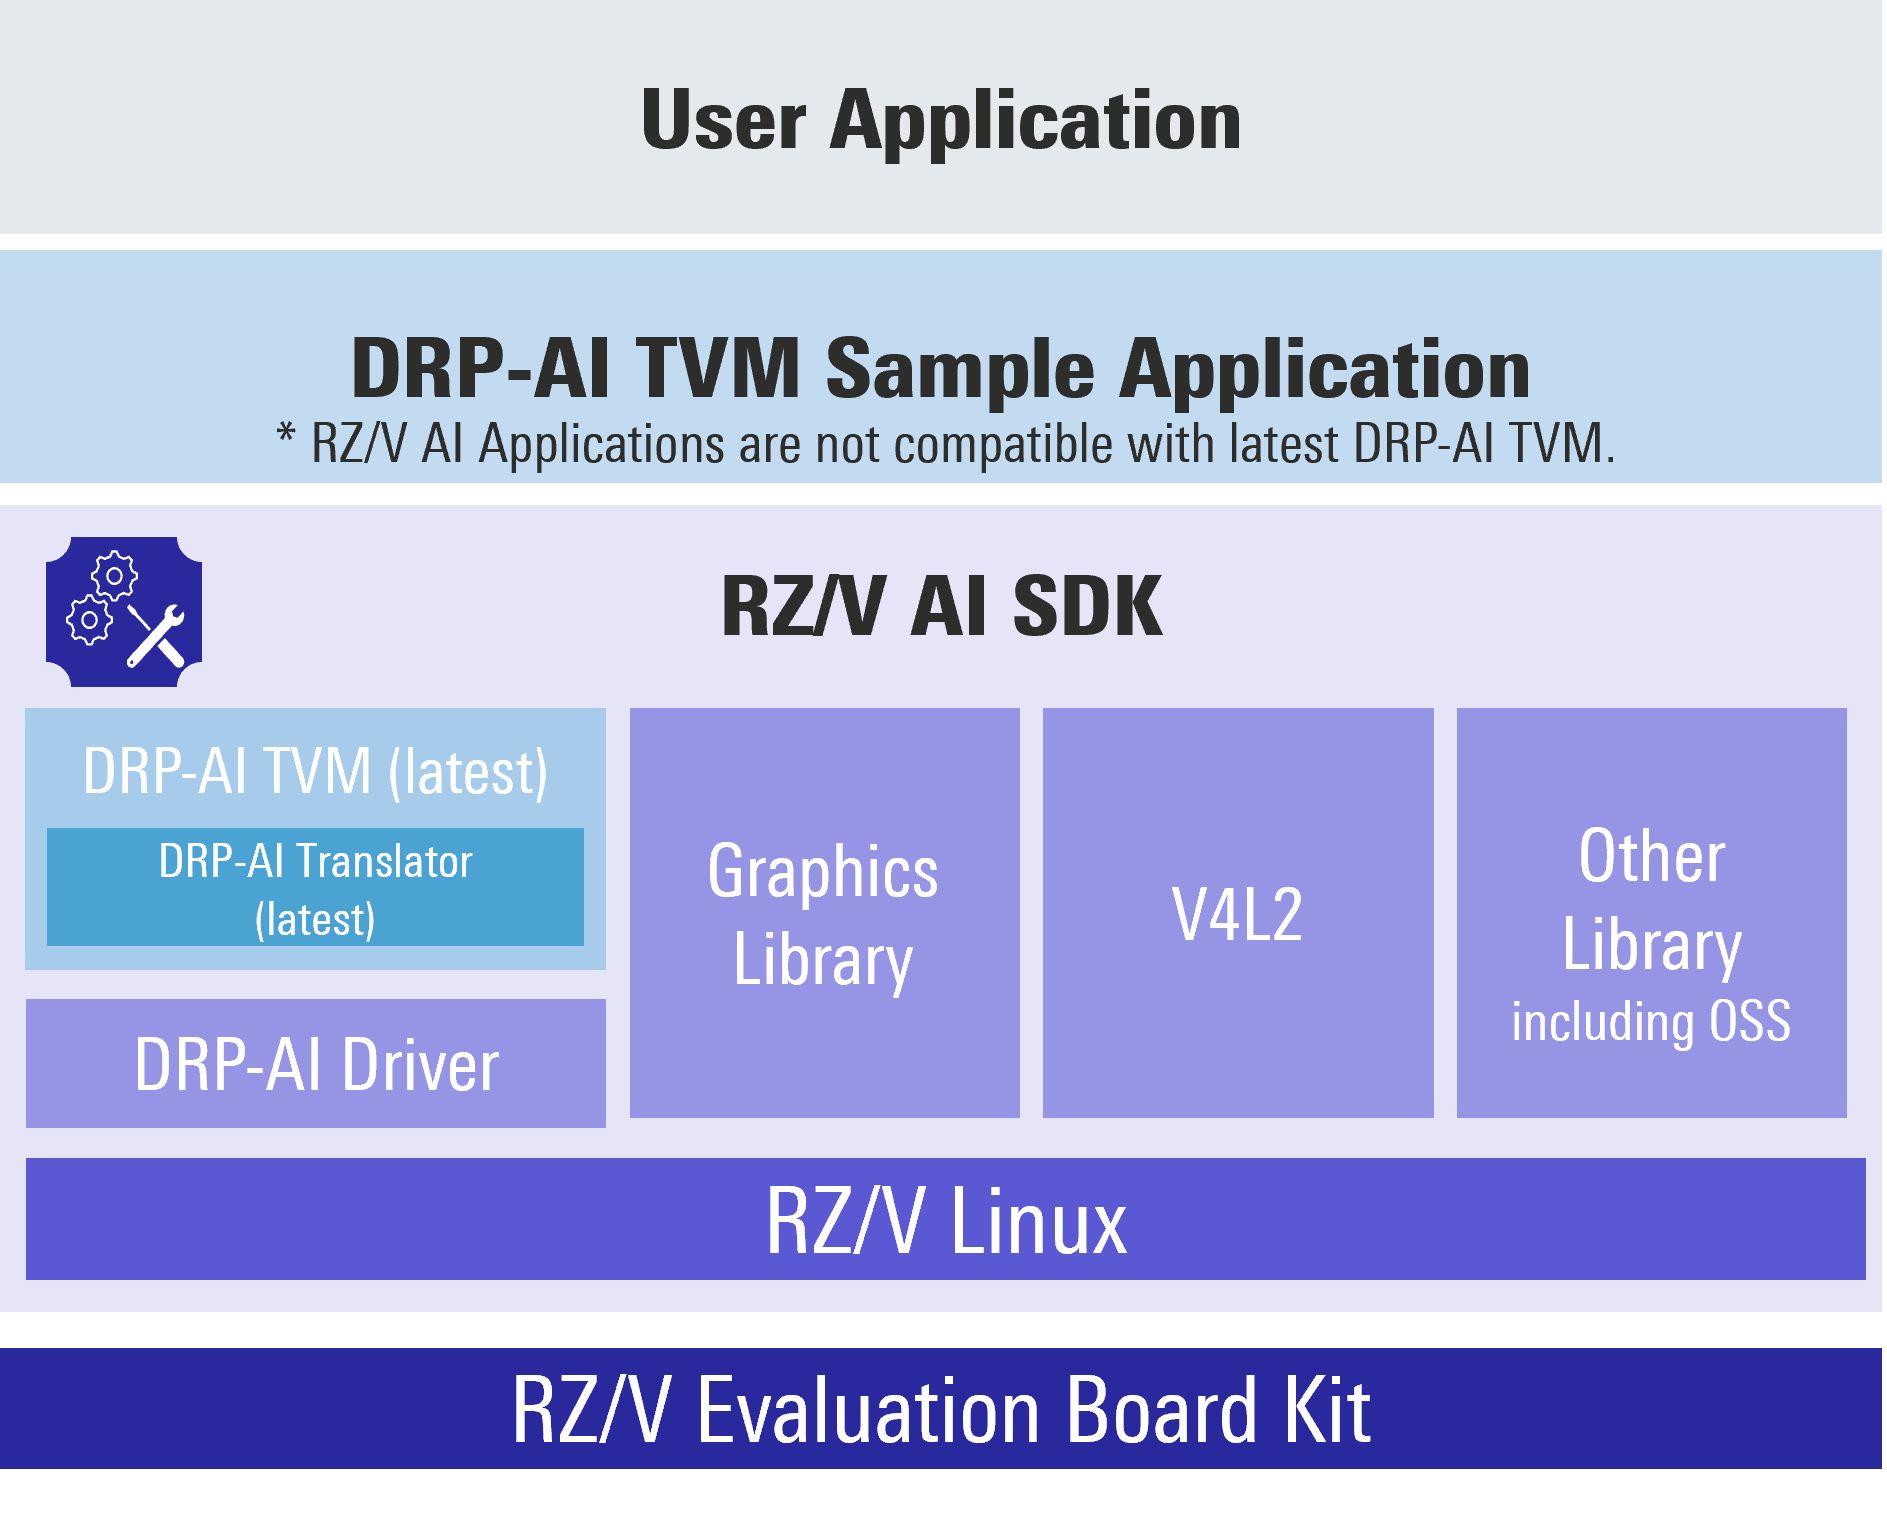 User Application
DRP-AI TVM Sample Application
* RZ/V AI Applications are not compatible with latest DRP-AI TVM.
RZ/V AI SDK
DRP-AI TVM (latest)
DRP-AI Translator
(latest)
DRP-AI Driver
Graphics
Library
V4L2
Other
Library
including OSS
RZ/V Linux
RZ/V Evaluation Board Kit